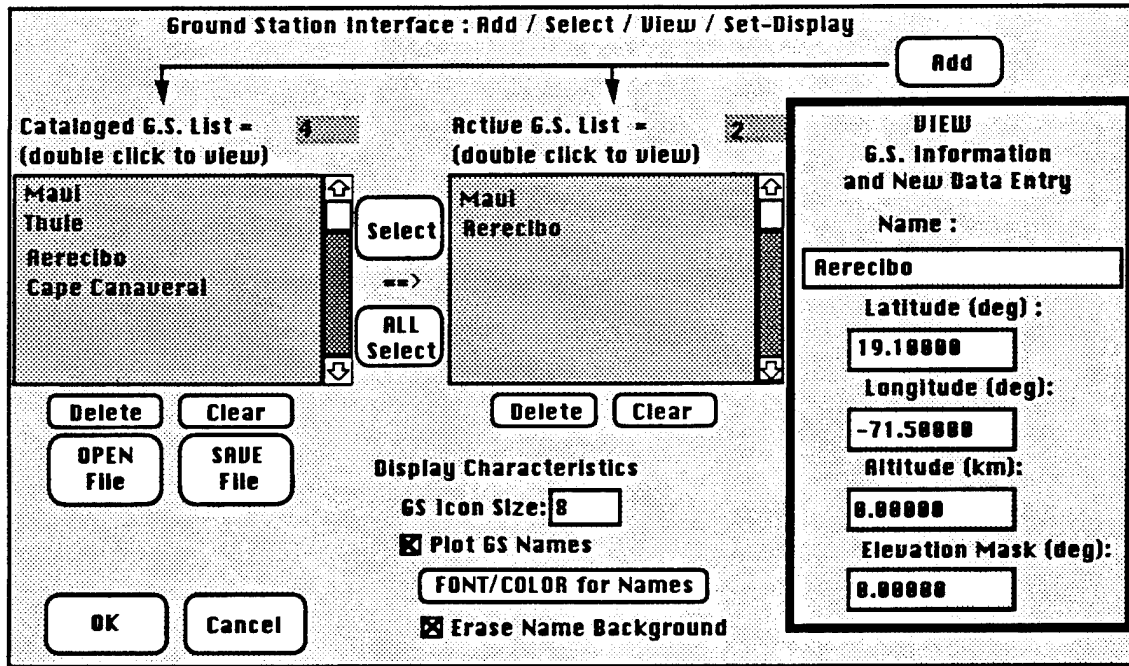 Ground Station Interface : Add / Select / View / Set-Display
Add
Cataloged G.S. List = 4
(double click to view)
Active G.S. List = 2
(double click to view)
Maui
Thule
Aerecibo
Cape Canaveral
Select
==>
ALL
Select
Maui
Aerecibo
Delete
Clear
OPEN
File
SAVE
File
Delete
Clear
Display Characteristics
GS Icon Size: 8
Plot GS Names
FONT/COLOR for Names
Erase Name Background
OK
Cancel
VIEW
G.S. Information
and New Data Entry
Name :
Aerecibo
Latitude (deg) :
19.10000
Longitude (deg):
-71.50000
Altitude (km):
0.00000
Elevation Mask (deg):
0.00000